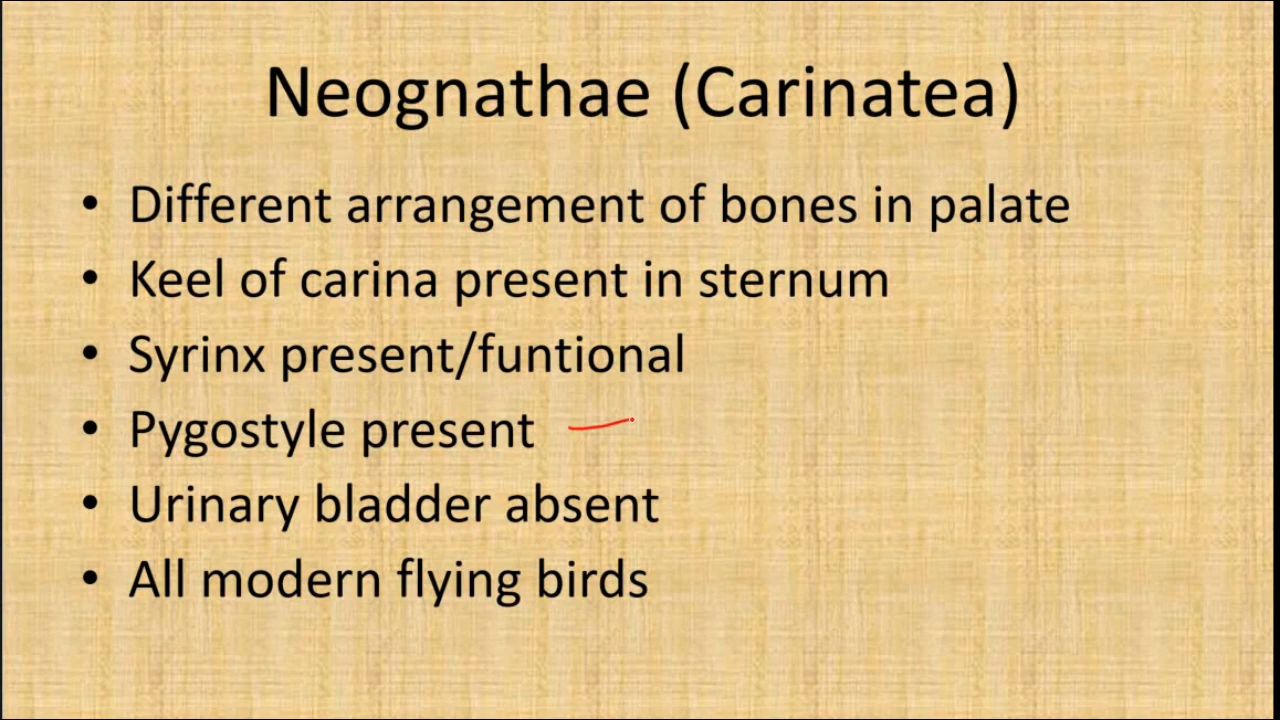 Neognathae (Carinatea)
• Different arrangement of bones in palate
• Keel of carina present in sternum
• Syrinx present/funtional
• Pygostyle present
• Urinary bladder absent
• All modern flying birds